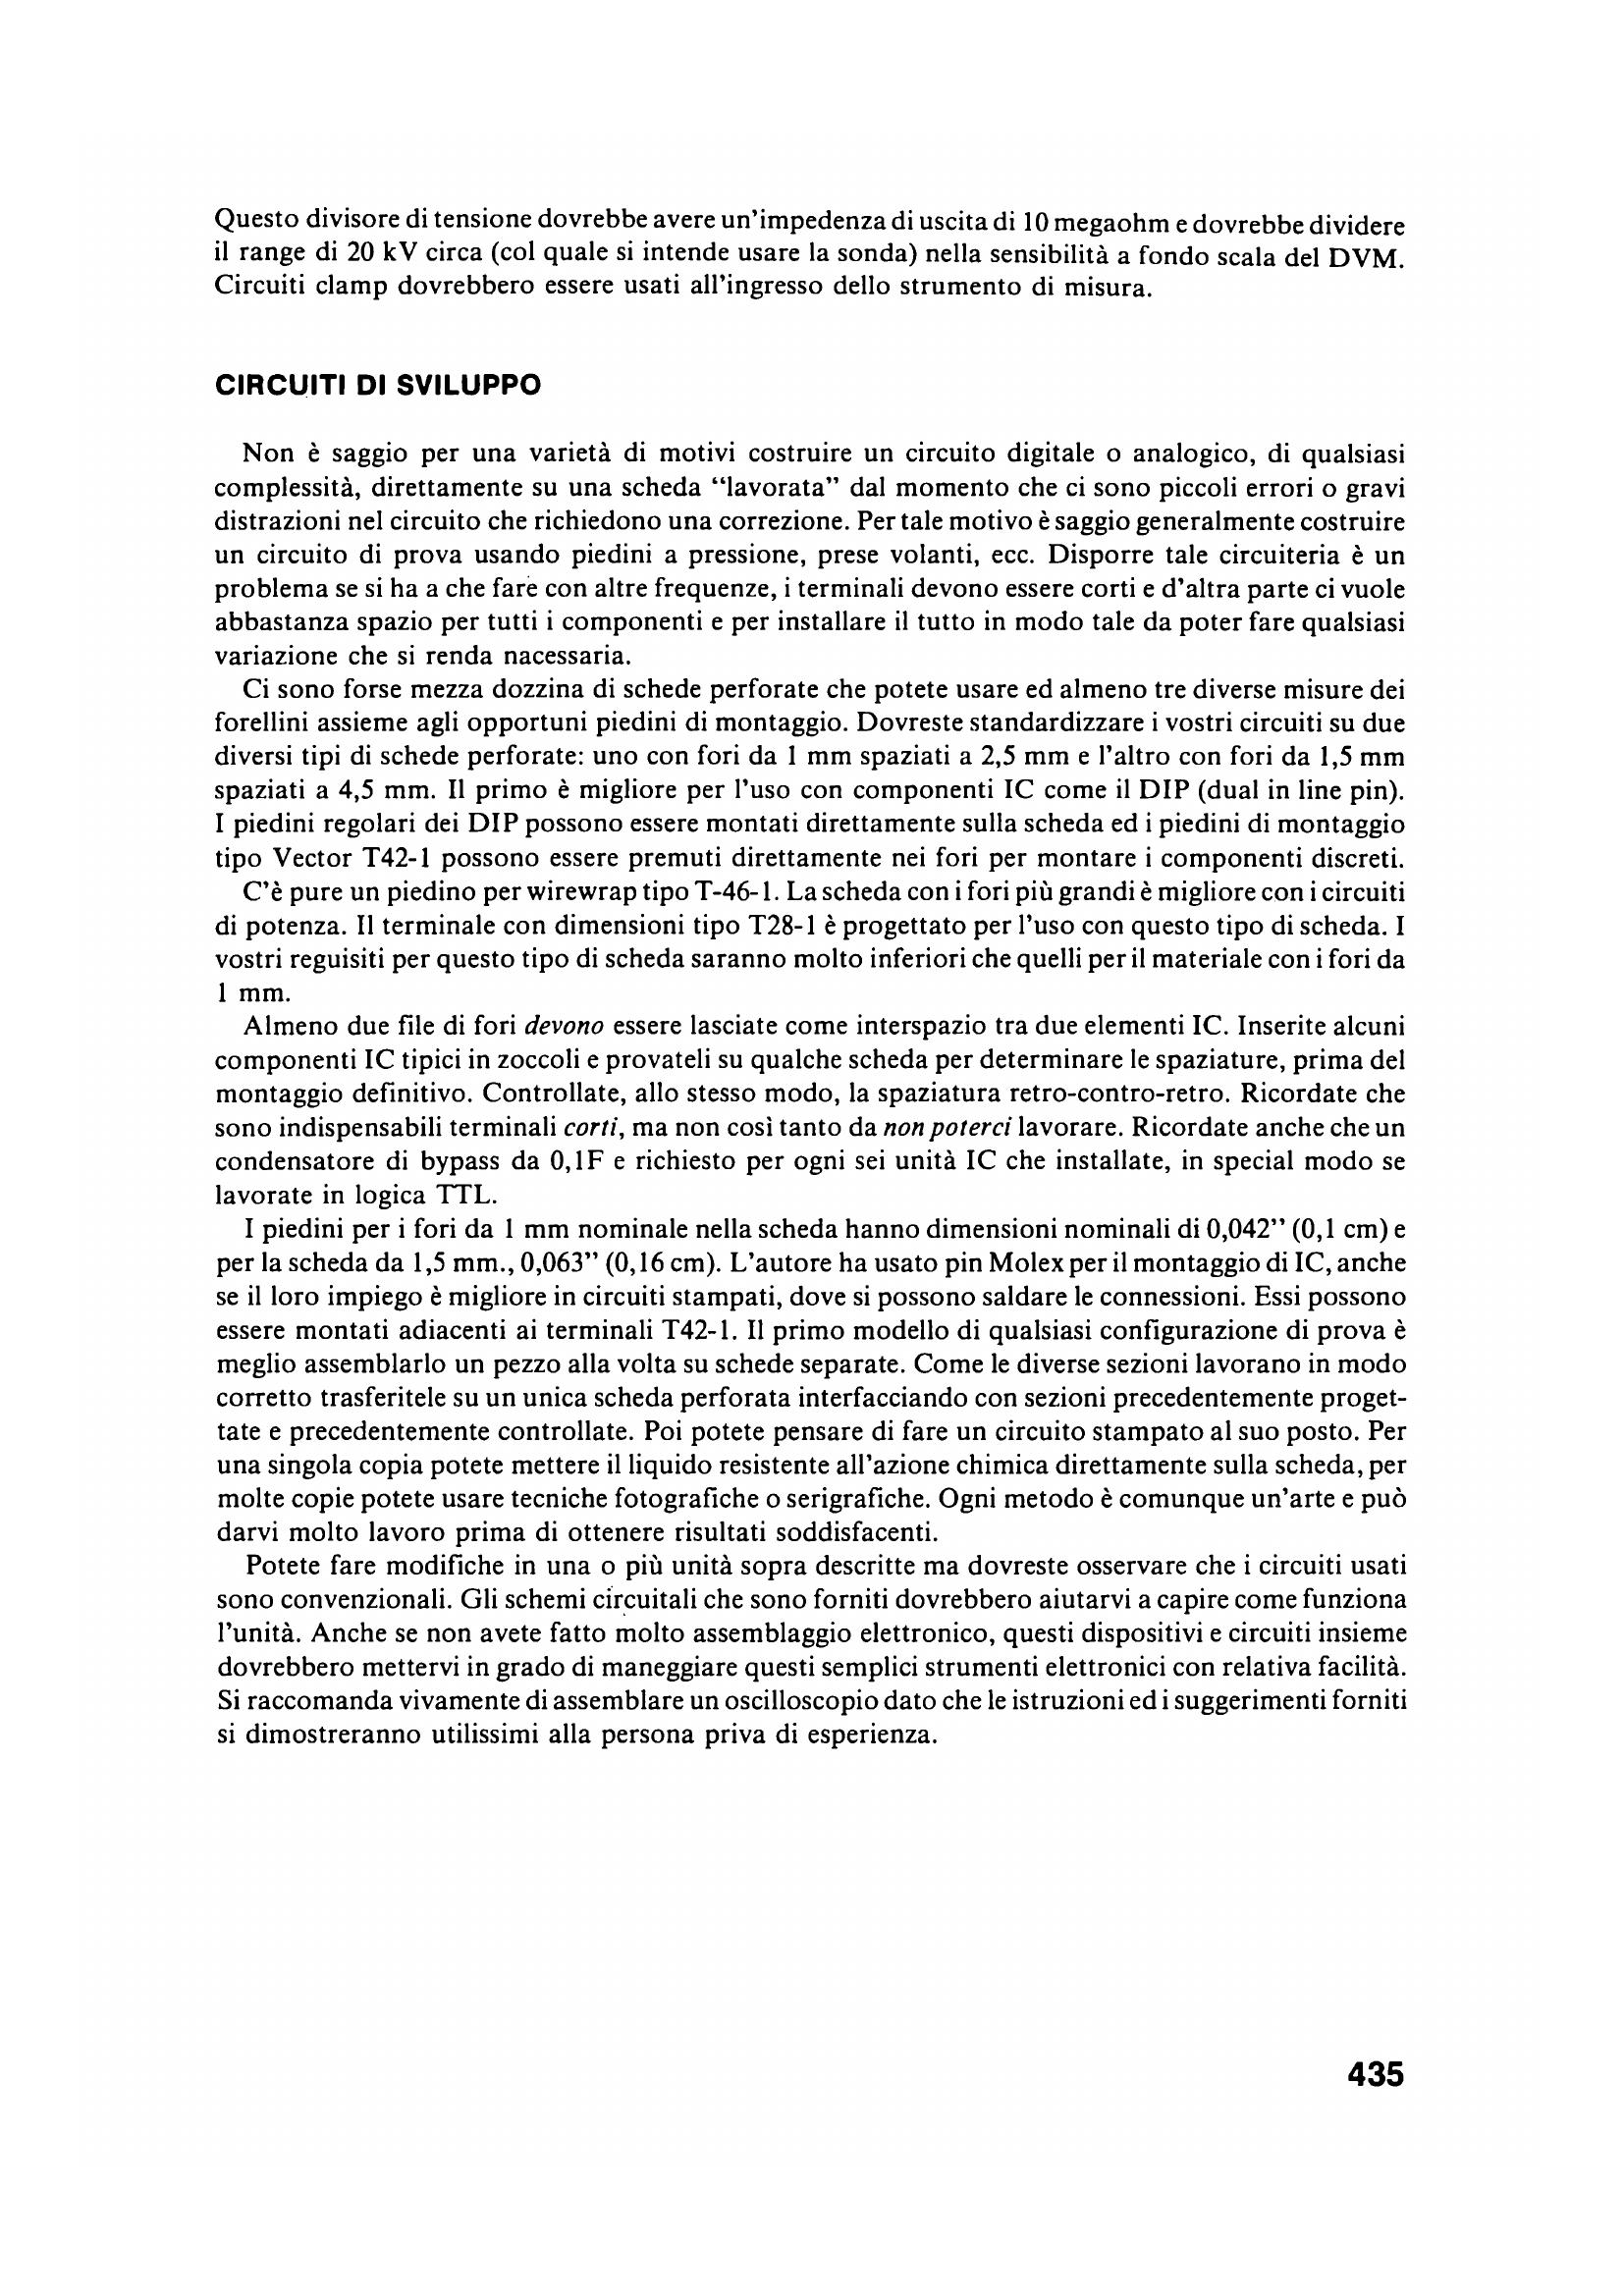 Questo divisore di tensione dovrebbe avere un'impedenza di uscita di 10 megaohm e dovrebbe dividere
il range di 20 kV circa (col quale si intende usare la sonda) nella sensibilità a fondo scala del DVM.
Circuiti clamp dovrebbero essere usati all'ingresso dello strumento di misura.
CIRCUITI DI SVILUPPO
Non è saggio per una varietà di motivi costruire un circuito digitale o analogico, di qualsiasi
complessità, direttamente su una scheda “lavorata” dal momento che ci sono piccoli errori o gravi
distrazioni nel circuito che richiedono una correzione. Per tale motivo è saggio generalmente costruire
un circuito di prova usando piedini a pressione, prese volanti, ecc. Disporre tale circuiteria è un
problema se si ha a che fare con altre frequenze, i terminali devono essere corti e d'altra parte ci vuole
abbastanza spazio per tutti i componenti e per installare il tutto in modo tale da poter fare qualsiasi
variazione che si renda nacessaria.
Ci sono forse mezza dozzina di schede perforate che potete usare ed almeno tre diverse misure dei
forellini assieme agli opportuni piedini di montaggio. Dovreste standardizzare i vostri circuiti su due
diversi tipi di schede perforate: uno con fori da 1 mm spaziati a 2,5 mm e l'altro con fori da 1,5 mm
spaziati a 4,5 mm. Il primo è migliore per l'uso con componenti IC come il DIP (dual in line pin).
I piedini regolari dei DIP possono essere montati direttamente sulla scheda ed i piedini di montaggio
tipo Vector T42-1 possono essere premuti direttamente nei fori per montare i componenti discreti.
C'è pure un piedino per wirewrap tipo T-46-1. La scheda con i fori più grandi è migliore con i circuiti
di potenza. Il terminale con dimensioni tipo T28-1 è progettato per l'uso con questo tipo di scheda. I
vostri reguisiti per questo tipo di scheda saranno molto inferiori che quelli per il materiale con i fori da
1 mm.
Almeno due file di fori devono essere lasciate come interspazio tra due elementi IC. Inserite alcuni
componenti IC tipici in zoccoli e provateli su qualche scheda per determinare le spaziature, prima del
montaggio definitivo. Controllate, allo stesso modo, la spaziatura retro-contro-retro. Ricordate che
sono indispensabili terminali corti, ma non così tanto da non poterci lavorare. Ricordate anche che un
condensatore di bypass da 0,1F e richiesto per ogni sei unità IC che installate, in special modo se
lavorate in logica TTL.
I piedini per i fori da 1 mm nominale nella scheda hanno dimensioni nominali di 0,042” (0,1 cm) e
per la scheda da 1,5 mm., 0,063” (0,16 cm). L'autore ha usato pin Molex per il montaggio di IC, anche
se il loro impiego è migliore in circuiti stampati, dove si possono saldare le connessioni. Essi possono
essere montati adiacenti ai terminali T42-1. Il primo modello di qualsiasi configurazione di prova è
meglio assemblarlo un pezzo alla volta su schede separate. Come le diverse sezioni lavorano in modo
corretto trasferitele su un unica scheda perforata interfacciando con sezioni precedentemente proget-
tate e precedentemente controllate. Poi potete pensare di fare un circuito stampato al suo posto. Per
una singola copia potete mettere il liquido resistente all'azione chimica direttamente sulla scheda, per
molte copie potete usare tecniche fotografiche o serigrafiche. Ogni metodo è comunque un'arte e può
darvi molto lavoro prima di ottenere risultati soddisfacenti.
Potete fare modifiche in una o più unità sopra descritte ma dovreste osservare che i circuiti usati
sono convenzionali. Gli schemi circuitali che sono forniti dovrebbero aiutarvi a capire come funziona
l'unità. Anche se non avete fatto molto assemblaggio elettronico, questi dispositivi e circuiti insieme
dovrebbero mettervi in grado di maneggiare questi semplici strumenti elettronici con relativa facilità.
Si raccomanda vivamente di assemblare un oscilloscopio dato che le istruzioni ed i suggerimenti forniti
si dimostreranno utilissimi alla persona priva di esperienza.
435